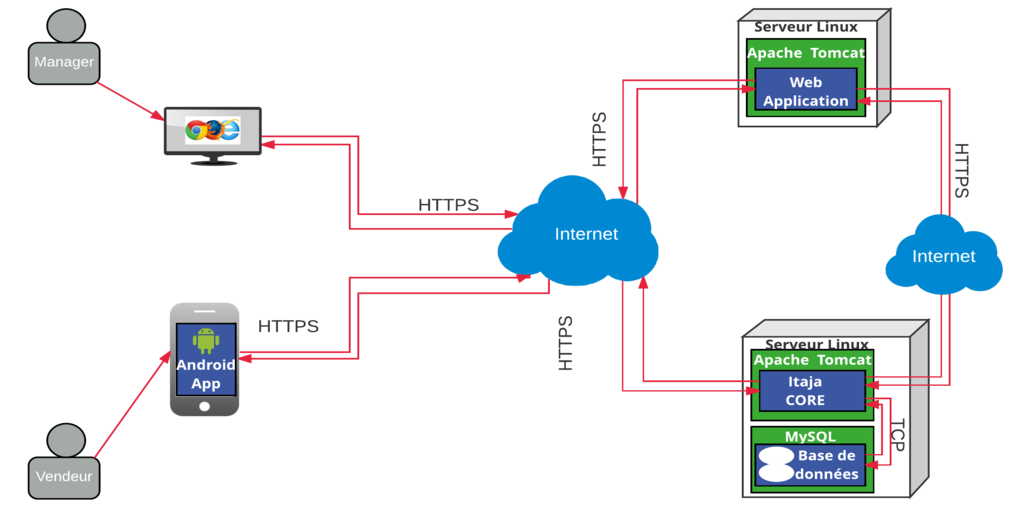 Manager
HTTPS
Internet
HTTPS
Android
App
Vendeur
HTTPS
HTTPS
Serveur Linux
Apache Tomcat
Web
Application
HTTPS
Internet
Serveur Linux
Apache Tomcat
Itaja
CORE
TCP
MySQL
Base de
données